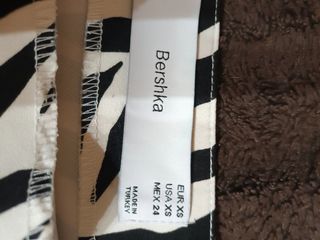 Bershka
EUR XS
USA XS
MEX 24
MADE IN
TURKEY